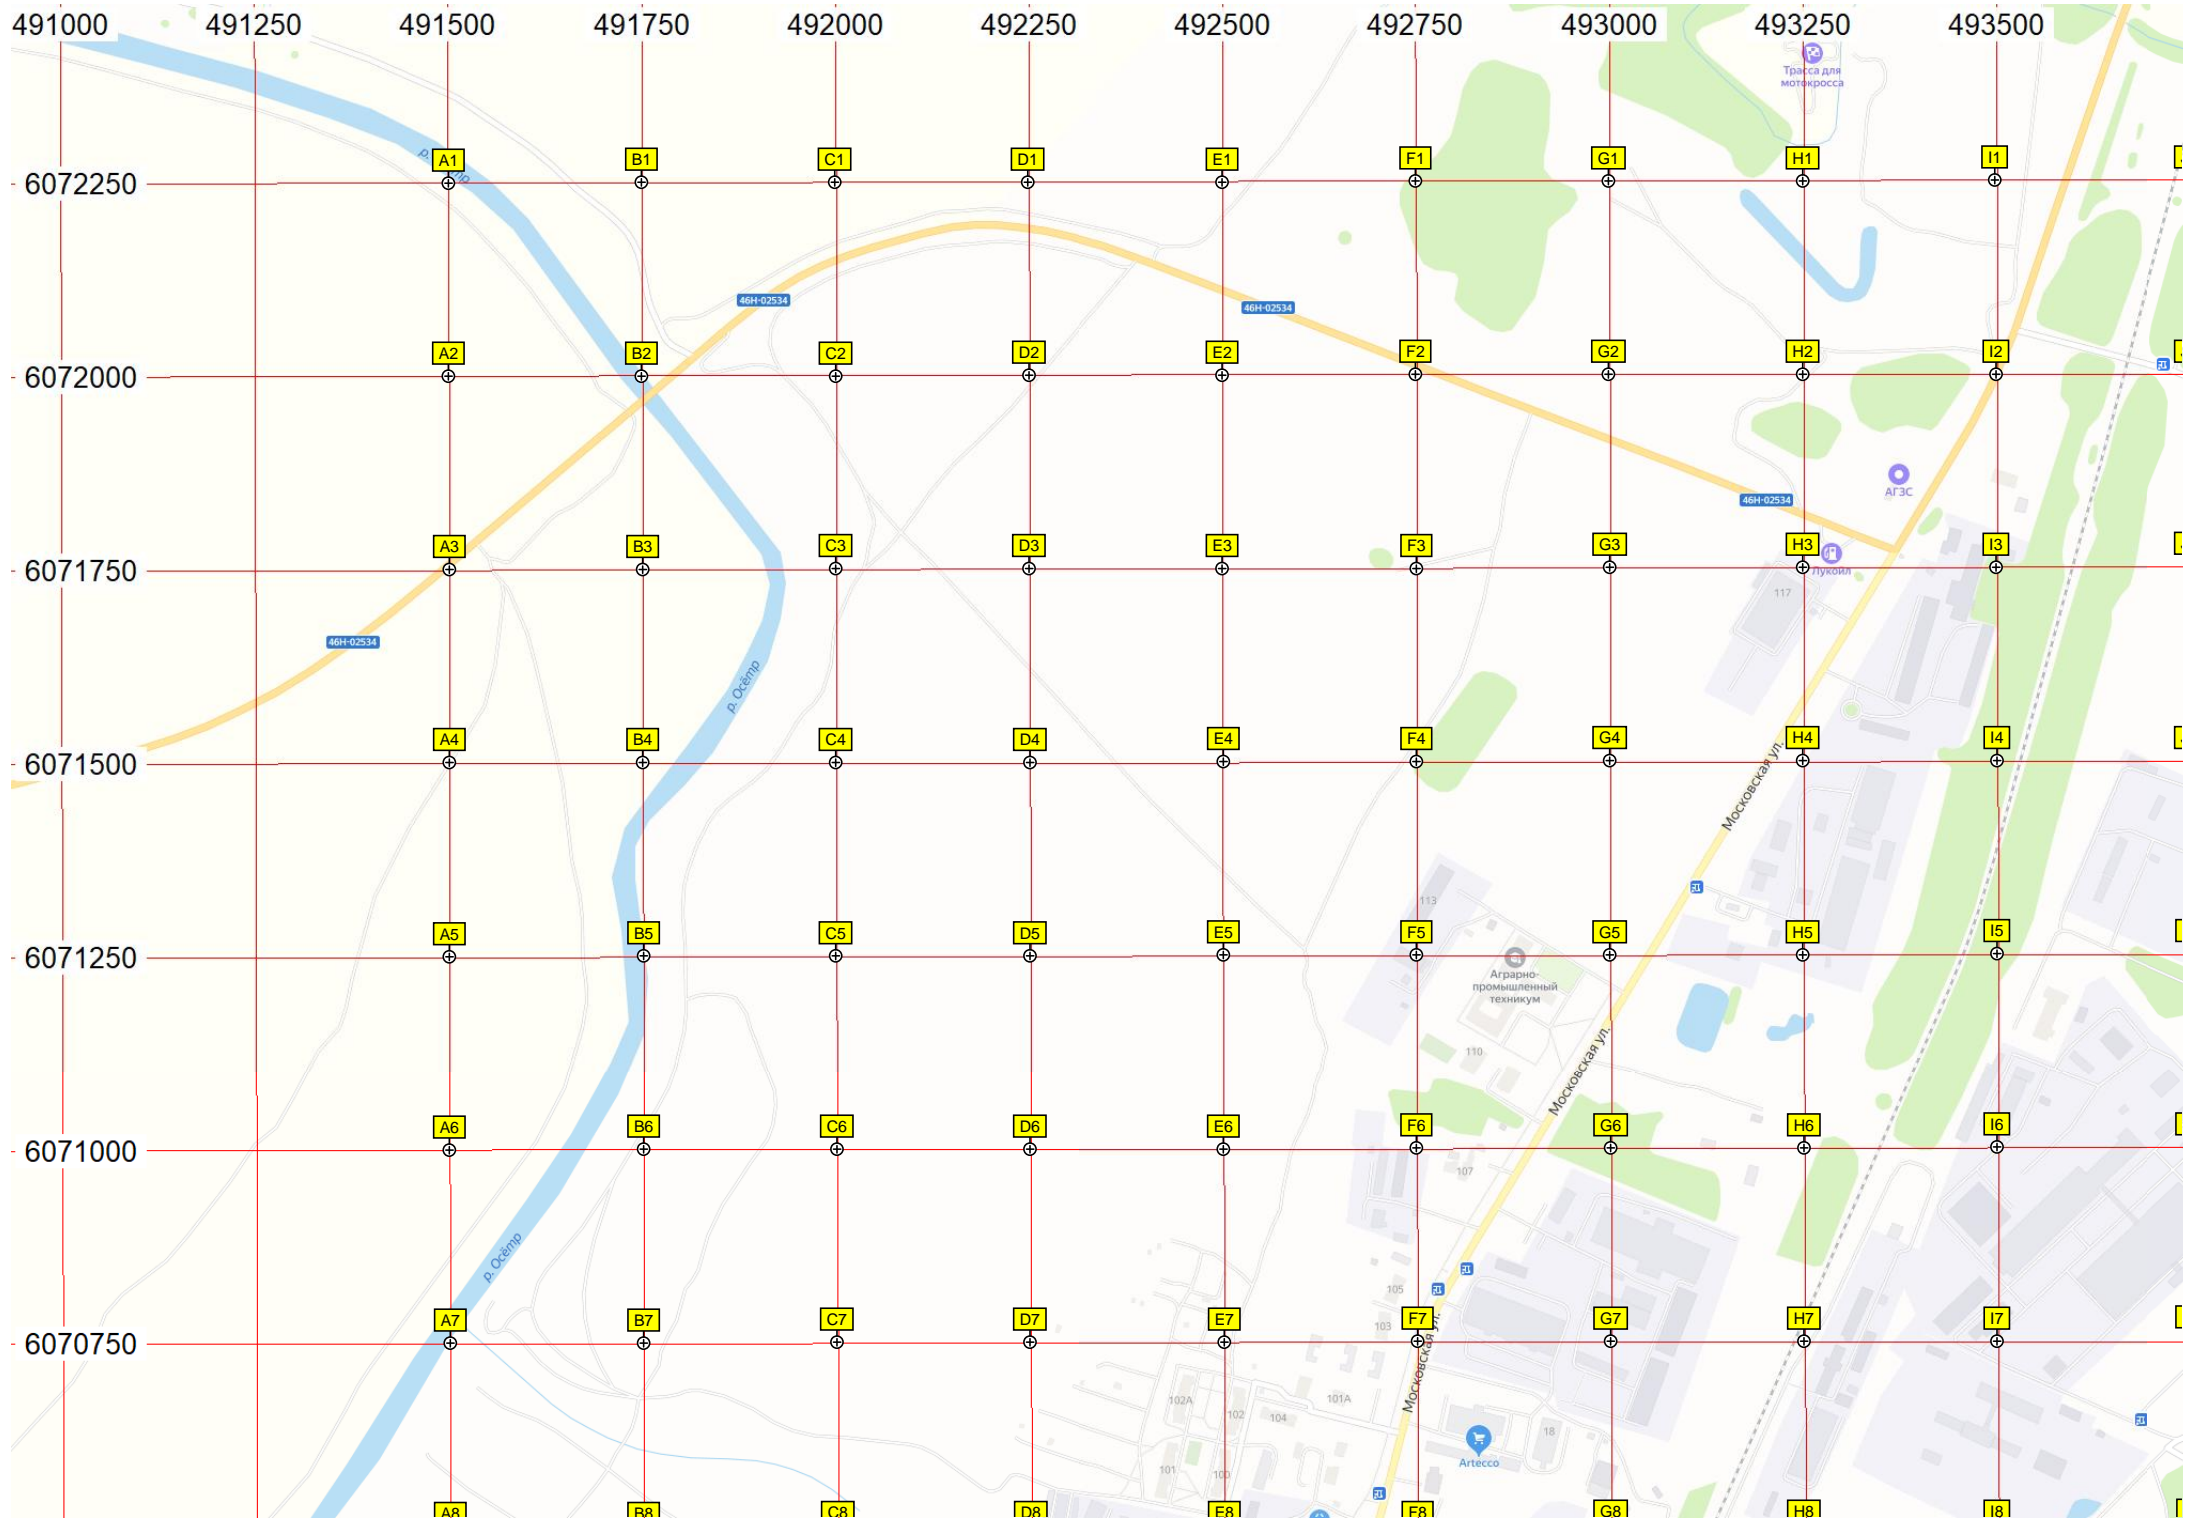 491000 491250 491500 491750 492000 492250 492500 492750 493000 493250 493500
Трасса для
мотокросса
A1 B1 C1 D1 E1 F1 G1 H1 I1
6072250
46Н-02534
46Н-02534
A2 B2 C2 D2 E2 F2 G2 H2 I2
6072000
АГЗС
46Н-02534
A3 B3 C3 D3 E3 F3 G3 H3 I3
6071750
Лукойл
117
46Н-02534
р. Осётр
A4 B4 C4 D4 E4 F4 G4 H4 I4
6071500
Московская ул.
113
A5 B5 C5 D5 E5 F5 G5 H5 I5
6071250
Аграрно-
промышленный
техникум
110
Московская ул.
A6 B6 C6 D6 E6 F6 G6 H6 I6
6071000
107
р. Осётр
105
A7 B7 C7 D7 E7 F7 G7 H7 I7
103
6070750
Московская ул.
102А 101А
102 104
18
Artecco
101 100
A8 B8 C8 D8 E8 F8 G8 H8 I8